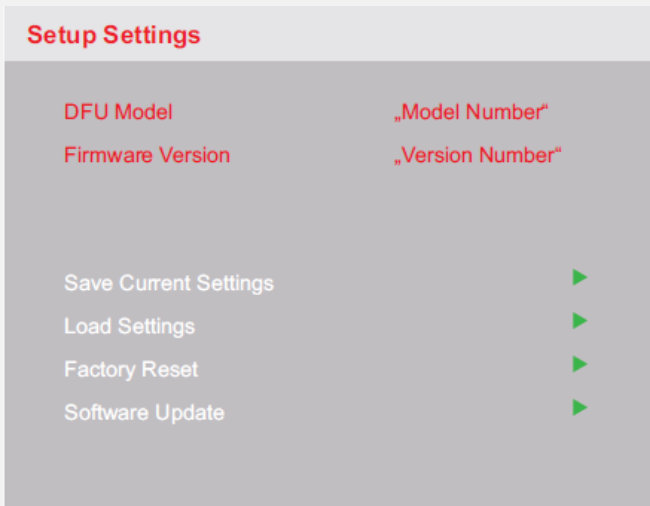 Setup Settings
DFU Model „Model Number“
Firmware Version „Version Number“
Save Current Settings
Load Settings
Factory Reset
Software Update